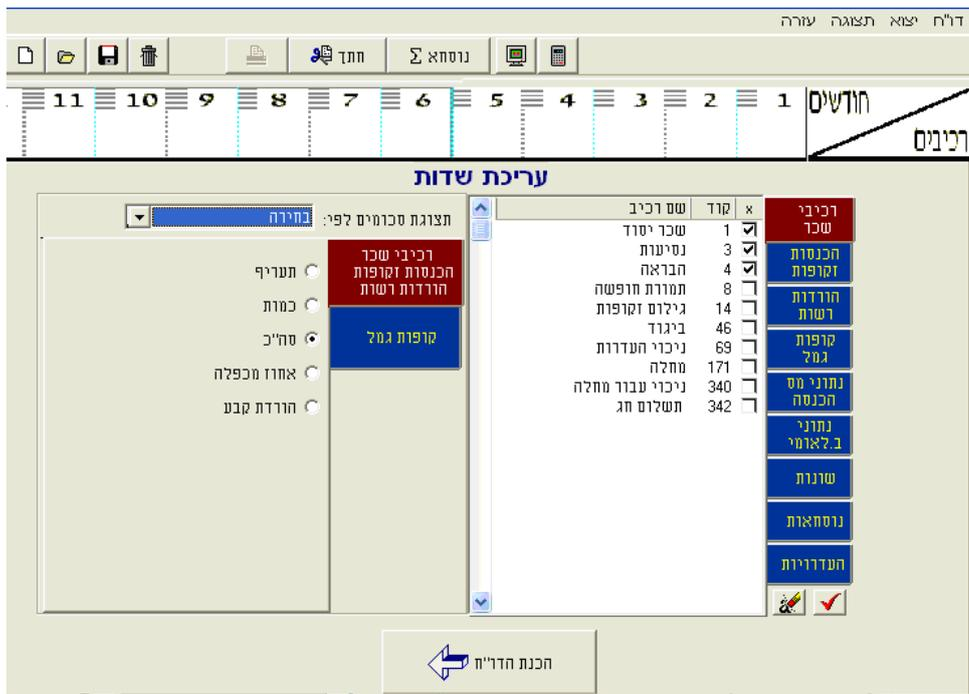 דו"ח יצוא תצוגה עזרה
נוסחא Σ חתך
חודשים 1 2 3 4 5 6 7 8 9 10 11
רכיבים
עריכת שדות
רכיבי שכר
הכנסות זקופות
הורדות רשות
קופות גמל
נתוני מס הכנסה
נתוני ב.לאומי
שונות
נוסחאות
העדרויות
x קוד שם רכיב
1 שכר יסוד
3 נסיעות
4 הבראה
8 תמורת חופשה
14 גילום זקופות
46 ביגוד
69 ניכוי העדרות
171 מחלה
340 ניכוי עבור מחלה
342 תשלום חג
תצוגת סכומים לפי: בחירה
רכיבי שכר
הכנסות זקופות
הורדות רשות
קופות גמל
תעריף
כמות
סה"כ
אחוז מכפלה
הורדת קבע
הכנת הדו"ח